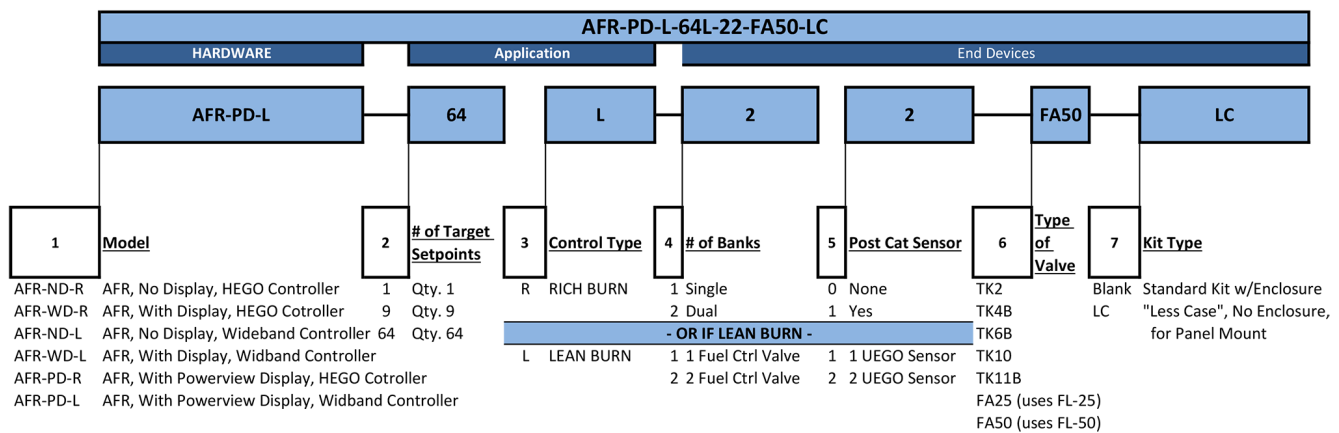 AFR-PD-L-64L-22-FA50-LC
HARDWARE Application End Devices
AFR-PD-L 64 L 2 2 FA50 LC
1 Model 2 # of Target Setpoints 3 Control Type 4 # of Banks 5 Post Cat Sensor 6 Type of Valve 7 Kit Type
AFR-ND-R AFR, No Display, HEGO Controller 1 Qty. 1 R RICH BURN 1 Single 0 None TK2 Blank Standard Kit w/Enclosure
AFR-WD-R AFR, With Display, HEGO Cotroller 9 Qty. 9 2 Dual 1 Yes TK4B LC "Less Case", No Enclosure,
AFR-ND-L AFR, No Display, Wideband Controller 64 Qty. 64 - OR IF LEAN BURN - TK6B for Panel Mount
AFR-WD-L AFR, With Display, Widband Controller L LEAN BURN 1 1 Fuel Ctrl Valve 1 1 UEGO Sensor TK10
AFR-PD-R AFR, With Powerview Display, HEGO Cotroller 2 2 Fuel Ctrl Valve 2 2 UEGO Sensor TK11B
AFR-PD-L AFR, With Powerview Display, Widband Controller FA25 (uses FL-25)
FA50 (uses FL-50)